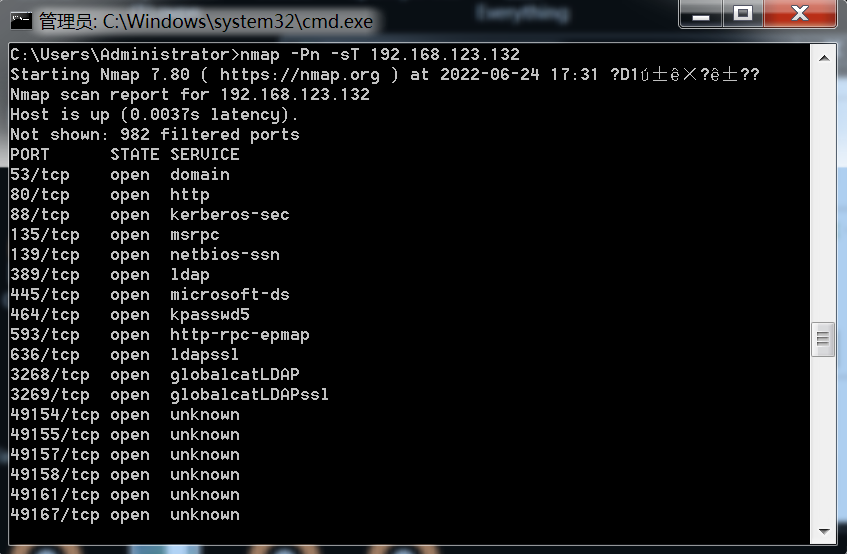 Everything
管理员: C:\Windows\system32\cmd.exe
C:\Users\Administrator>nmap -Pn -sT 192.168.123.132
Starting Nmap 7.80 ( https://nmap.org ) at 2022-06-24 17:31 ?D1ú±ê×?ê±??
Nmap scan report for 192.168.123.132
Host is up (0.0037s latency).
Not shown: 982 filtered ports
PORT      STATE SERVICE
53/tcp    open  domain
80/tcp    open  http
88/tcp    open  kerberos-sec
135/tcp   open  msrpc
139/tcp   open  netbios-ssn
389/tcp   open  ldap
445/tcp   open  microsoft-ds
464/tcp   open  kpasswd5
593/tcp   open  http-rpc-epmap
636/tcp   open  ldapssl
3268/tcp  open  globalcatLDAP
3269/tcp  open  globalcatLDAPssl
49154/tcp open  unknown
49155/tcp open  unknown
49157/tcp open  unknown
49158/tcp open  unknown
49161/tcp open  unknown
49167/tcp open  unknown